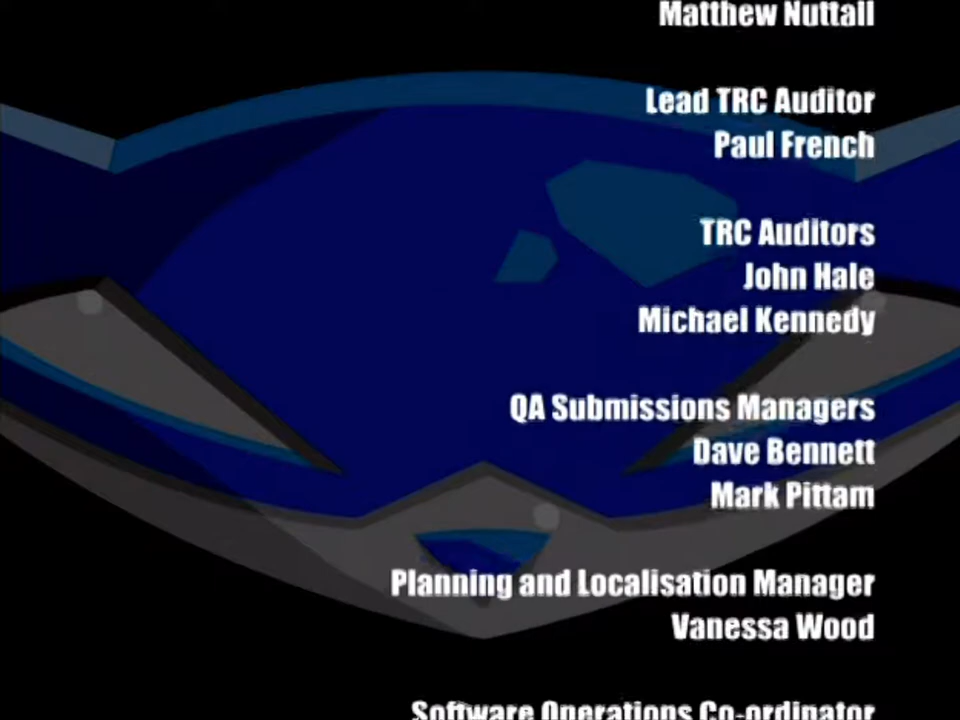 Matthew Nuttall
Lead TRC Auditor
Paul French
TRC Auditors
John Hale
Michael Kennedy
QA Submissions Managers
Dave Bennett
Mark Pittam
Planning and Localisation Manager
Vanessa Wood
Software Operations Co-ordinator